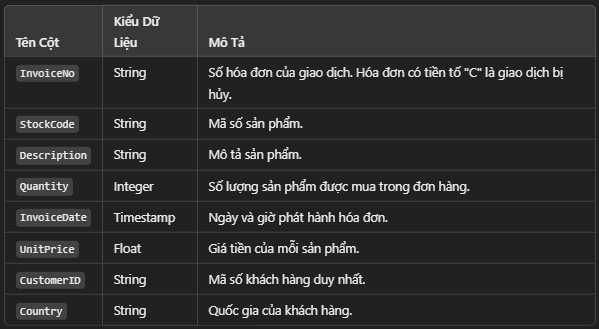 Tên Cột Kiểu Dữ Liệu Mô Tả
InvoiceNo String Số hóa đơn của giao dịch. Hóa đơn có tiền tố "C" là giao dịch bị
hủy.
StockCode String Mã số sản phẩm.
Description String Mô tả sản phẩm.
Quantity Integer Số lượng sản phẩm được mua trong đơn hàng.
InvoiceDate Timestamp Ngày và giờ phát hành hóa đơn.
UnitPrice Float Giá tiền của mỗi sản phẩm.
CustomerID String Mã số khách hàng duy nhất.
Country String Quốc gia của khách hàng.